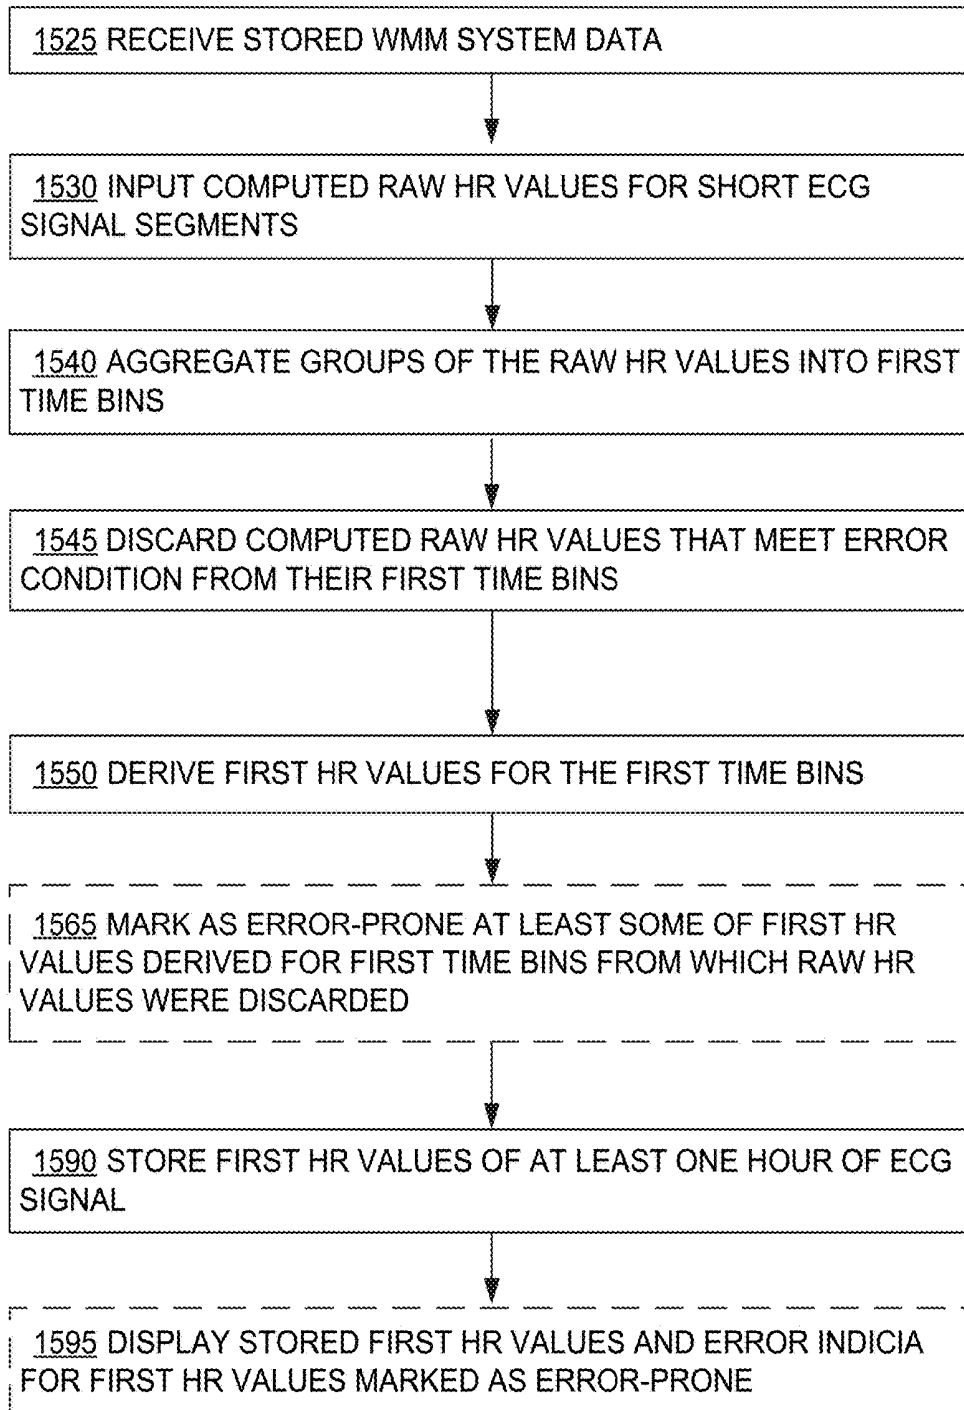 1525 RECEIVE STORED WMM SYSTEM DATA
1530 INPUT COMPUTED RAW HR VALUES FOR SHORT ECG
SIGNAL SEGMENTS
1540 AGGREGATE GROUPS OF THE RAW HR VALUES INTO FIRST
TIME BINS
1545 DISCARD COMPUTED RAW HR VALUES THAT MEET ERROR
CONDITION FROM THEIR FIRST TIME BINS
1550 DERIVE FIRST HR VALUES FOR THE FIRST TIME BINS
1565 MARK AS ERROR-PRONE AT LEAST SOME OF FIRST HR
VALUES DERIVED FOR FIRST TIME BINS FROM WHICH RAW HR
VALUES WERE DISCARDED
1590 STORE FIRST HR VALUES OF AT LEAST ONE HOUR OF ECG
SIGNAL
1595 DISPLAY STORED FIRST HR VALUES AND ERROR INDICIA
FOR FIRST HR VALUES MARKED AS ERROR-PRONE